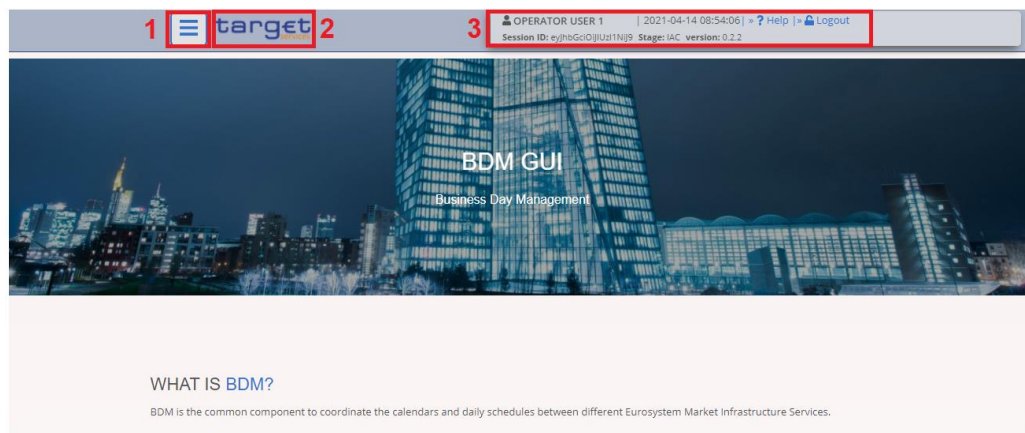 1
target
services
2
3
OPERATOR USER 1 | 2021-04-14 08:54:06 | » ? Help | » Logout
Session ID: eyJhbGciOiJIUzI1NiJ9 Stage: IAC version: 0.2.2
BDM GUI
Business Day Management
WHAT IS BDM?
BDM is the common component to coordinate the calendars and daily schedules between different Eurosystem Market Infrastructure Services.